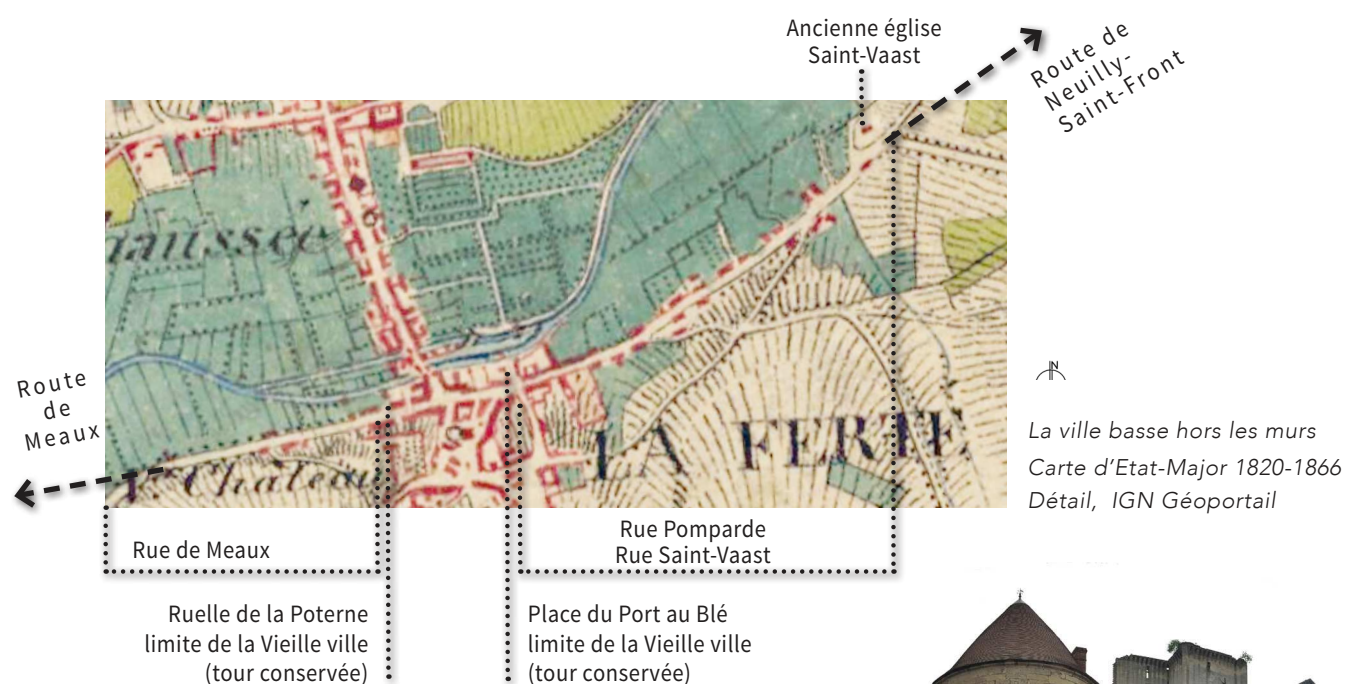 Ancienne église
Saint-Vaast
Route de
Neuilly-
Saint-Front
Route
de
Meaux
Château
LA FERTE
N
La ville basse hors les murs
Carte d'Etat-Major 1820-1866
Détail, IGN Géoportail
Rue de Meaux
Rue Pomparde
Rue Saint-Vaast
Ruelle de la Poterne
limite de la Vieille ville
(tour conservée)
Place du Port au Blé
limite de la Vieille ville
(tour conservée)